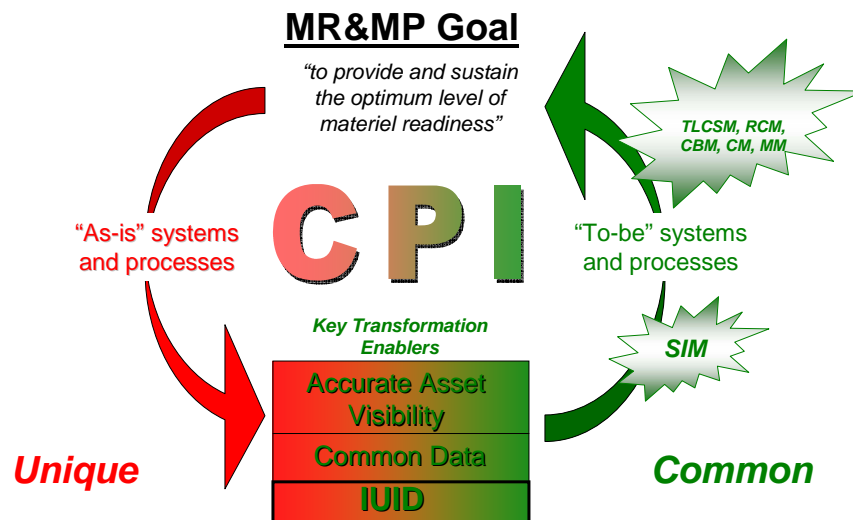 MR&MP Goal
“to provide and sustain
the optimum level of
materiel readiness”
TLCSM, RCM,
CBM, CM, MM
CPI
“As-is” systems
and processes
“To-be” systems
and processes
Key Transformation
Enablers
SIM
Accurate Asset
Visibility
Common Data
IUID
Unique
Common